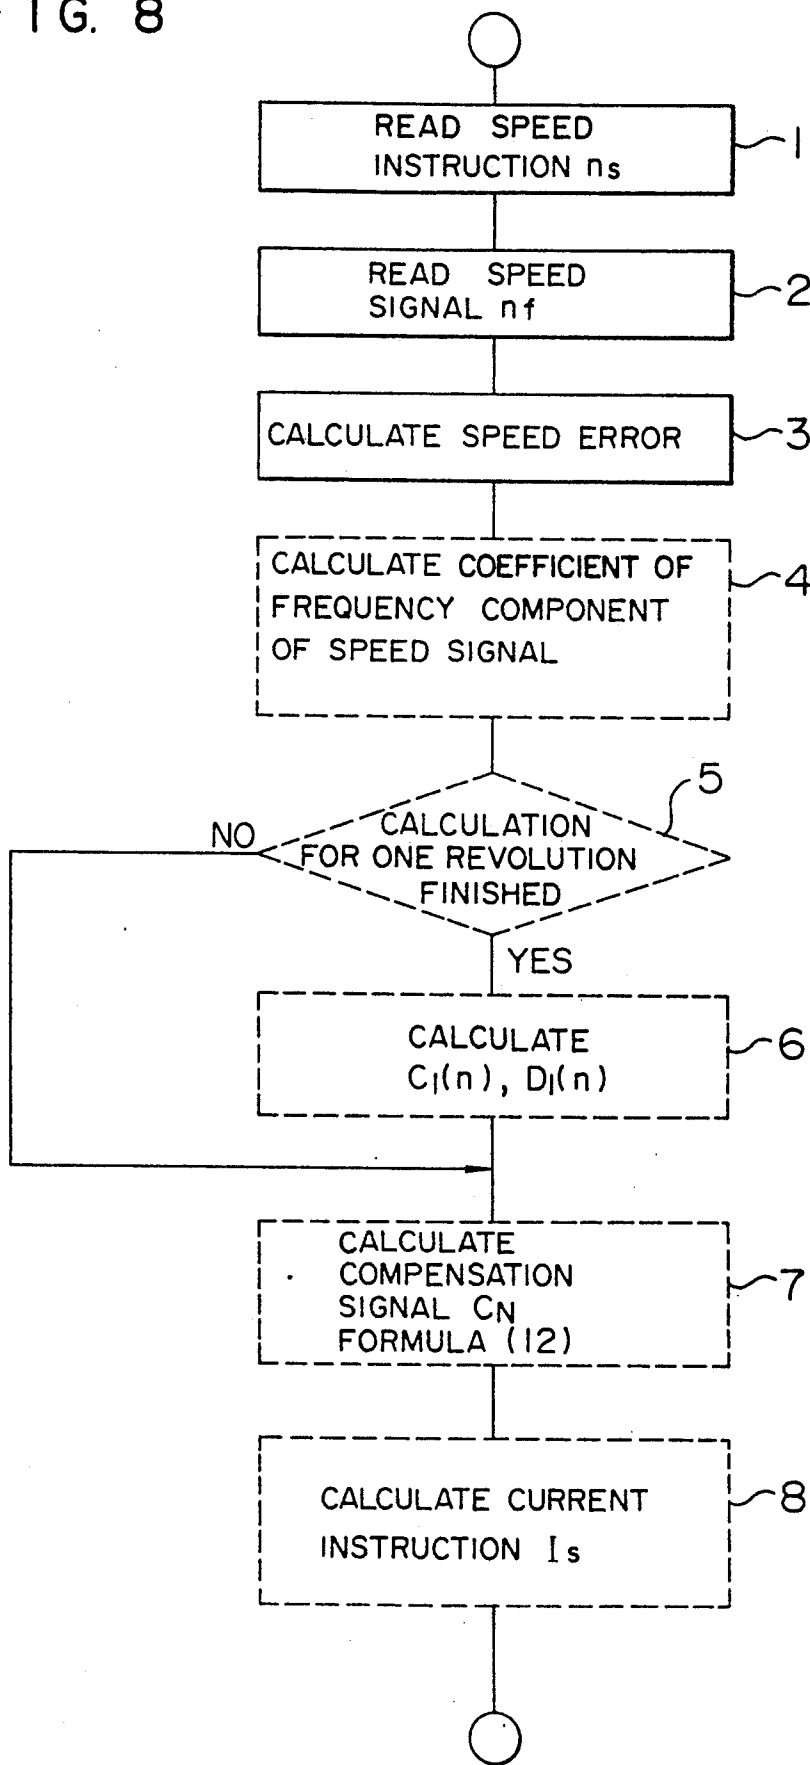 FIG. 8
READ SPEED
INSTRUCTION ns
1
READ SPEED
SIGNAL nf
2
CALCULATE SPEED ERROR
3
CALCULATE COEFFICIENT OF
FREQUENCY COMPONENT
OF SPEED SIGNAL
4
5
NO
CALCULATION
FOR ONE REVOLUTION
FINISHED
YES
CALCULATE
C1(n), D1(n)
6
CALCULATE
COMPENSATION
SIGNAL CN
FORMULA (12)
7
CALCULATE CURRENT
INSTRUCTION Is
8